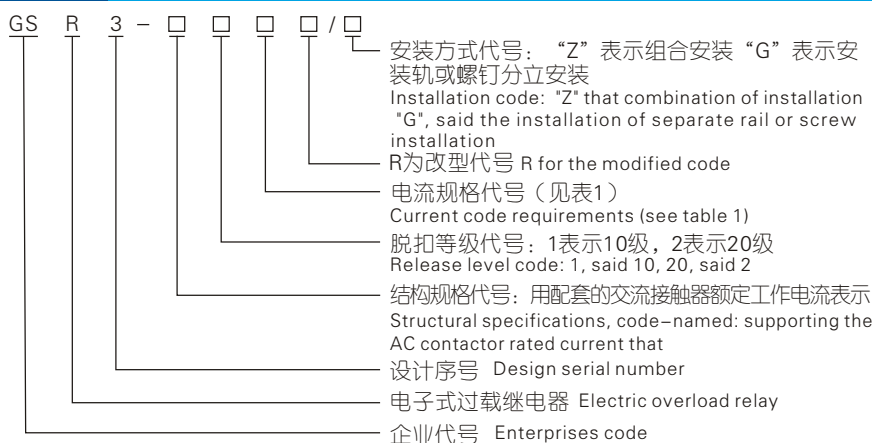 GS R 3 - □ □ □ □ / □
安装方式代号：“Z”表示组合安装“G”表示安
装轨或螺钉分立安装
Installation code: "Z" that combination of installation
"G", said the installation of separate rail or screw
installation
R为改型代号 R for the modified code
电流规格代号（见表1）
Current code requirements (see table 1)
脱扣等级代号：1表示10级，2表示20级
Release level code: 1, said 10, 20, said 2
结构规格代号：用配套的交流接触器额定工作电流表示
Structural specifications, code-named: supporting the
AC contactor rated current that
设计序号 Design serial number
电子式过载继电器 Electric overload relay
企业代号 Enterprises code